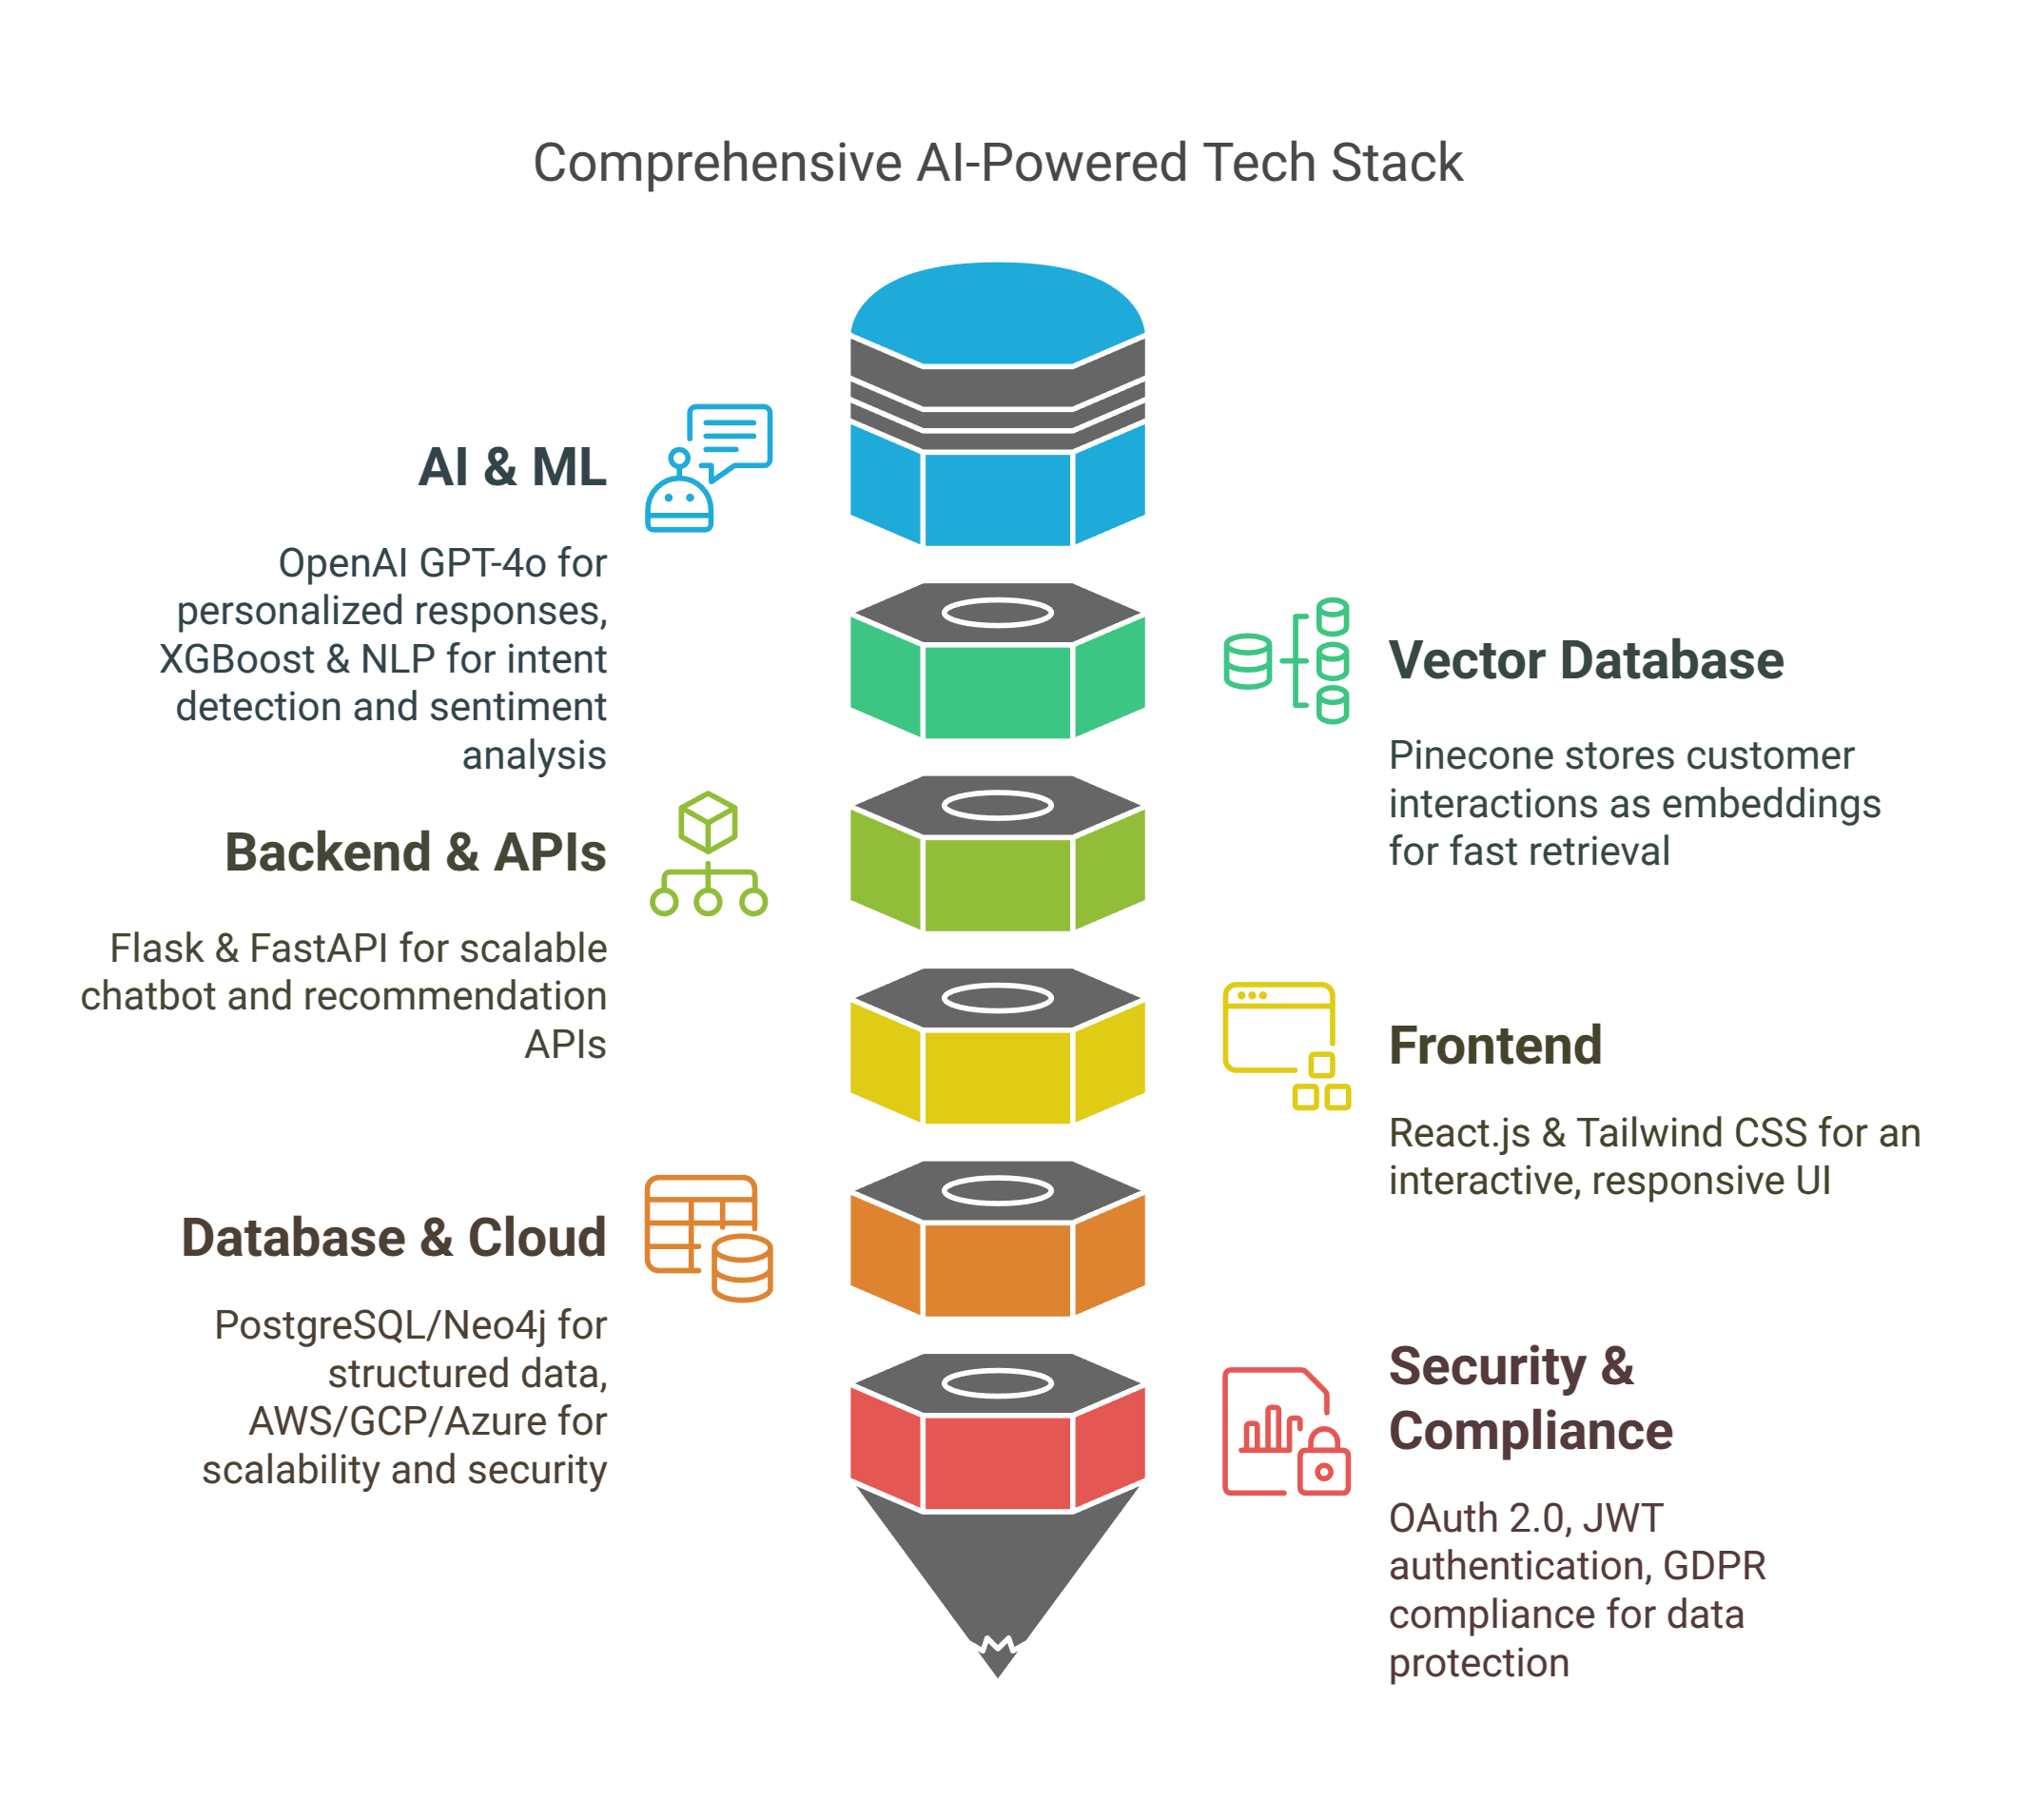 Comprehensive AI-Powered Tech Stack
AI & ML
OpenAI GPT-4o for
personalized responses,
XGBoost & NLP for intent
detection and sentiment
analysis
Vector Database
Pinecone stores customer
interactions as embeddings
for fast retrieval
Backend & APIs
Flask & FastAPI for scalable
chatbot and recommendation
APIs
Frontend
React.js & Tailwind CSS for an
interactive, responsive UI
Database & Cloud
PostgreSQL/Neo4j for
structured data,
AWS/GCP/Azure for
scalability and security
Security &
Compliance
OAuth 2.0, JWT
authentication, GDPR
compliance for data
protection